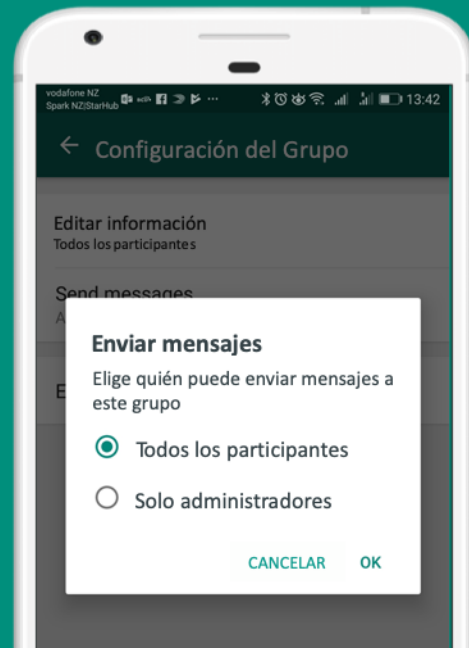 vodafone NZ
Spark NZ|StarHub
13:42
Configuración del Grupo
Editar información
Todos los participantes
Send messages
A
E
Enviar mensajes
Elige quién puede enviar mensajes a
este grupo
Todos los participantes
Solo administradores
CANCELAR OK